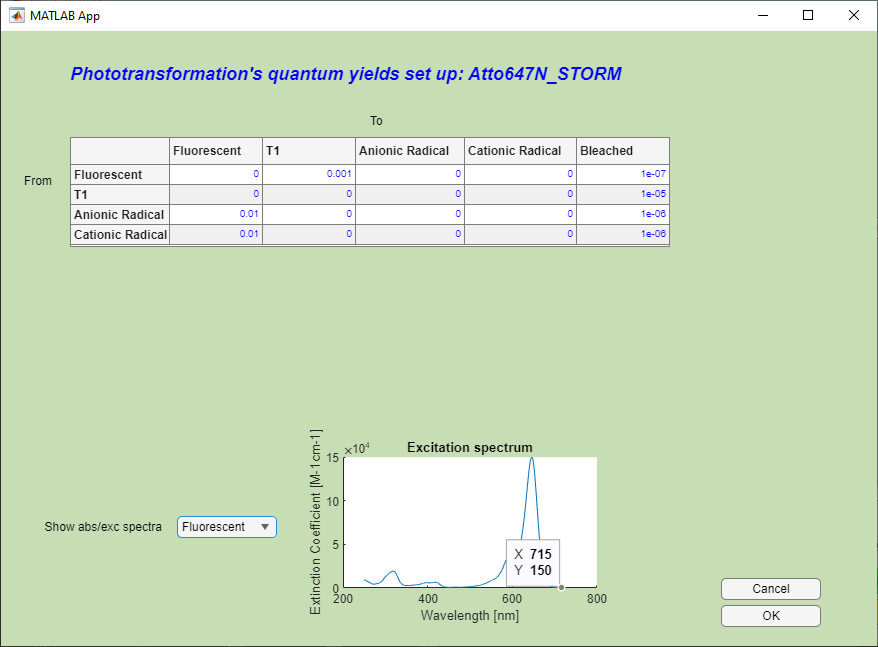 MATLAB App
Phototransformation's quantum yields set up: Atto647N_STORM
To
From
Fluorescent T1 Anionic Radical Cationic Radical Bleached
Fluorescent 0 0.001 0 0 1e-07
T1 0 0 0 0 1e-05
Anionic Radical 0.01 0 0 0 1e-06
Cationic Radical 0.01 0 0 0 1e-06
Show abs/exc spectra
Fluorescent
Excitation spectrum
×10⁴
Extinction Coefficient [M-1cm-1]
15
10
5
0
X 715
Y 150
200 400 600 800
Wavelength [nm]
Cancel
OK